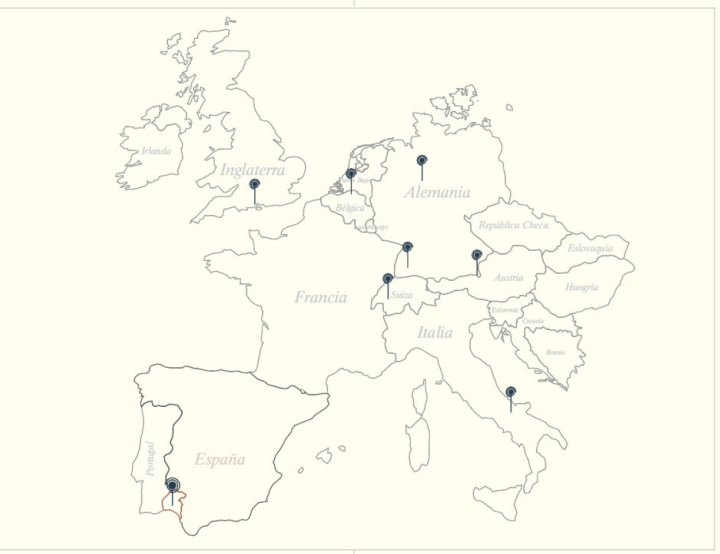 Irlanda
Inglaterra
Alemania
Bélgica
República Checa
Eslovaquia
Austria
Hungría
Francia
Suiza
Italia
Eslovenia
Croacia
Bosnia
Portugal
España